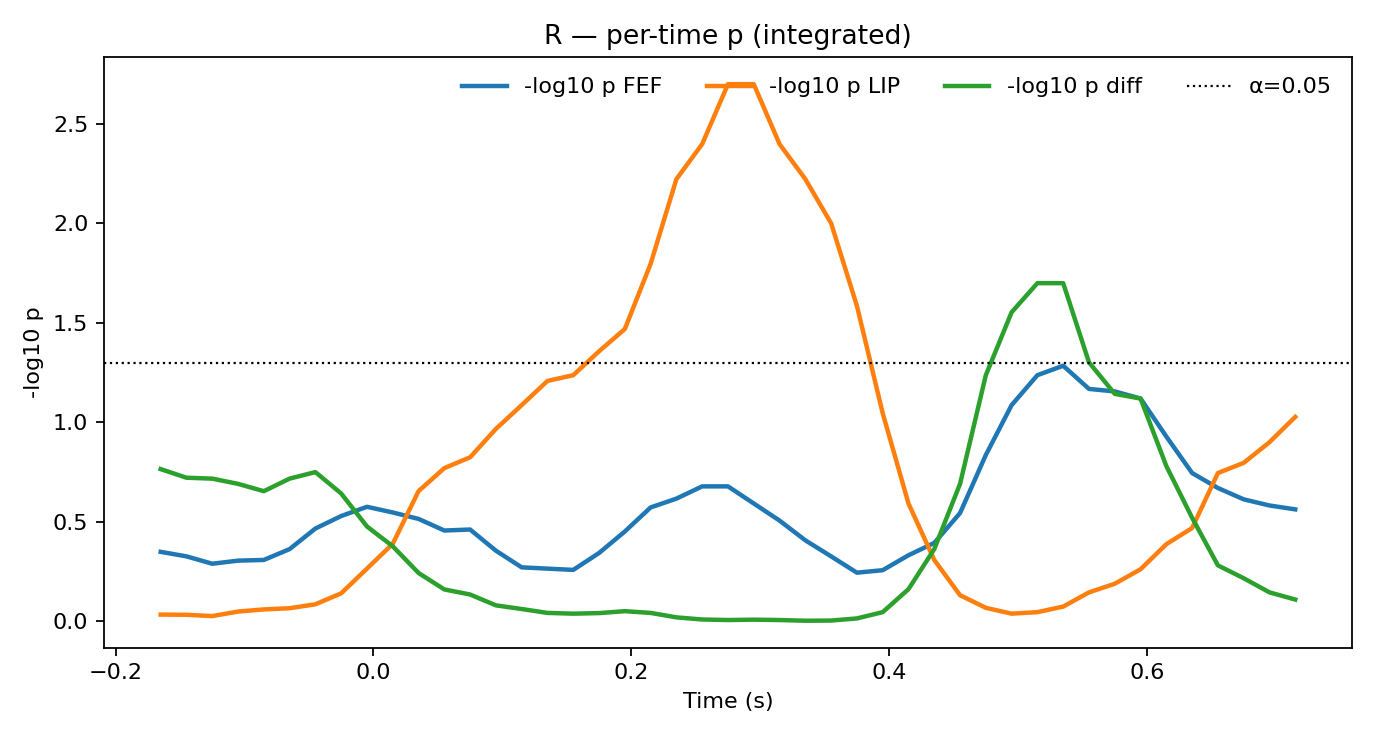 R — per-time p (integrated)
-log10 p FEF -log10 p LIP -log10 p diff α=0.05
-log10 p
2.5
2.0
1.5
1.0
0.5
0.0
−0.2 0.0 0.2 0.4 0.6
Time (s)